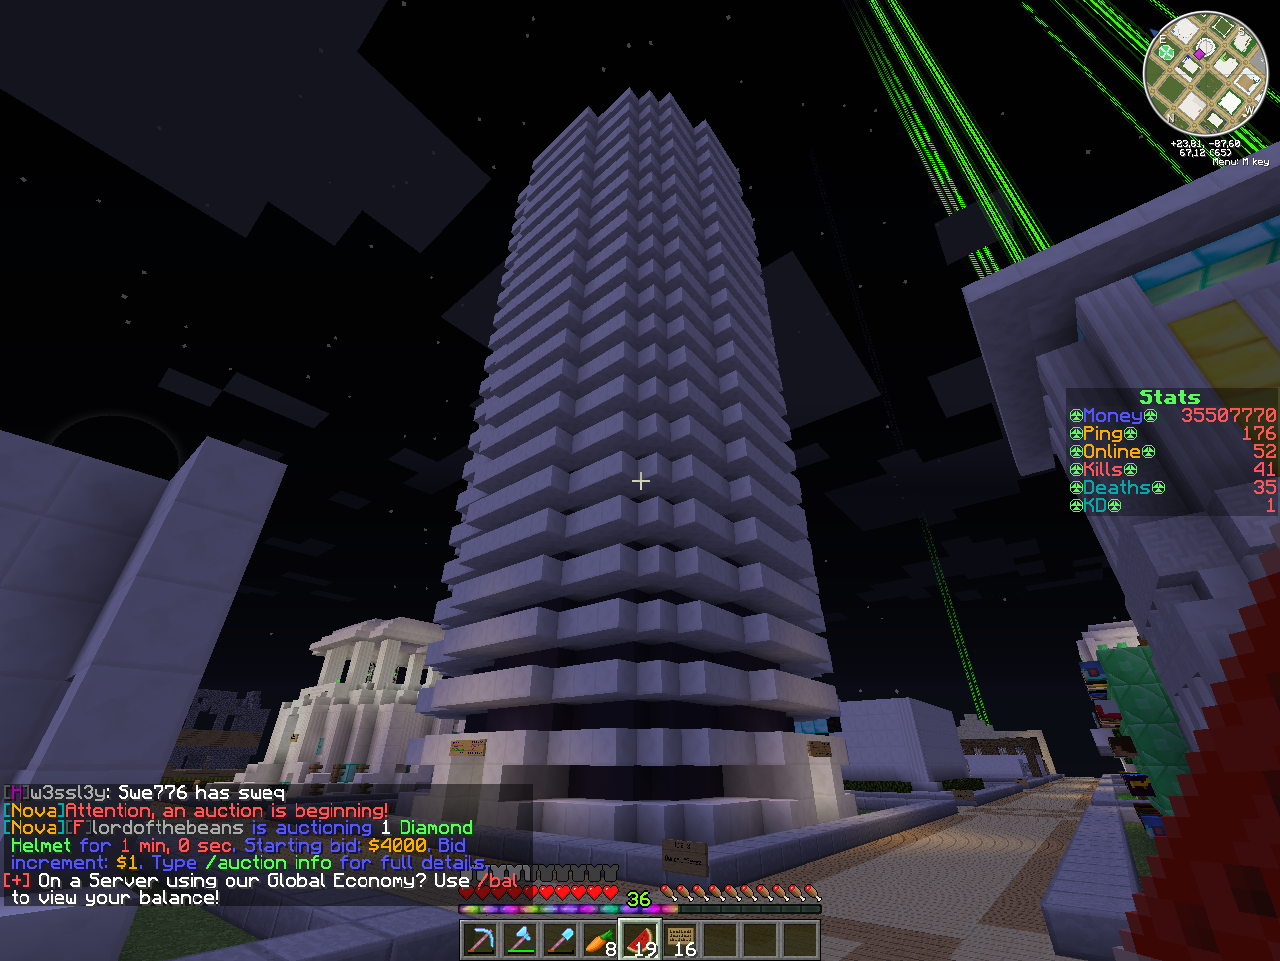 E
S
N
W
+23,81, -87,60
67,12 (65)
Menu: M key
Stats
Money 35507770
Ping 176
Online 52
Kills 41
Deaths 35
KD 1
[H]w3ssl3y: Swe776 has sweq
[Nova]Attention, an auction is beginning!
[Nova][F]lordofthebeans is auctioning 1 Diamond
Helmet for 1 min, 0 sec. Starting bid: $4000. Bid
increment: $1. Type /auction info for full details.
[+] On a Server using our Global Economy? Use /bal
to view your balance!
36
8
19
16